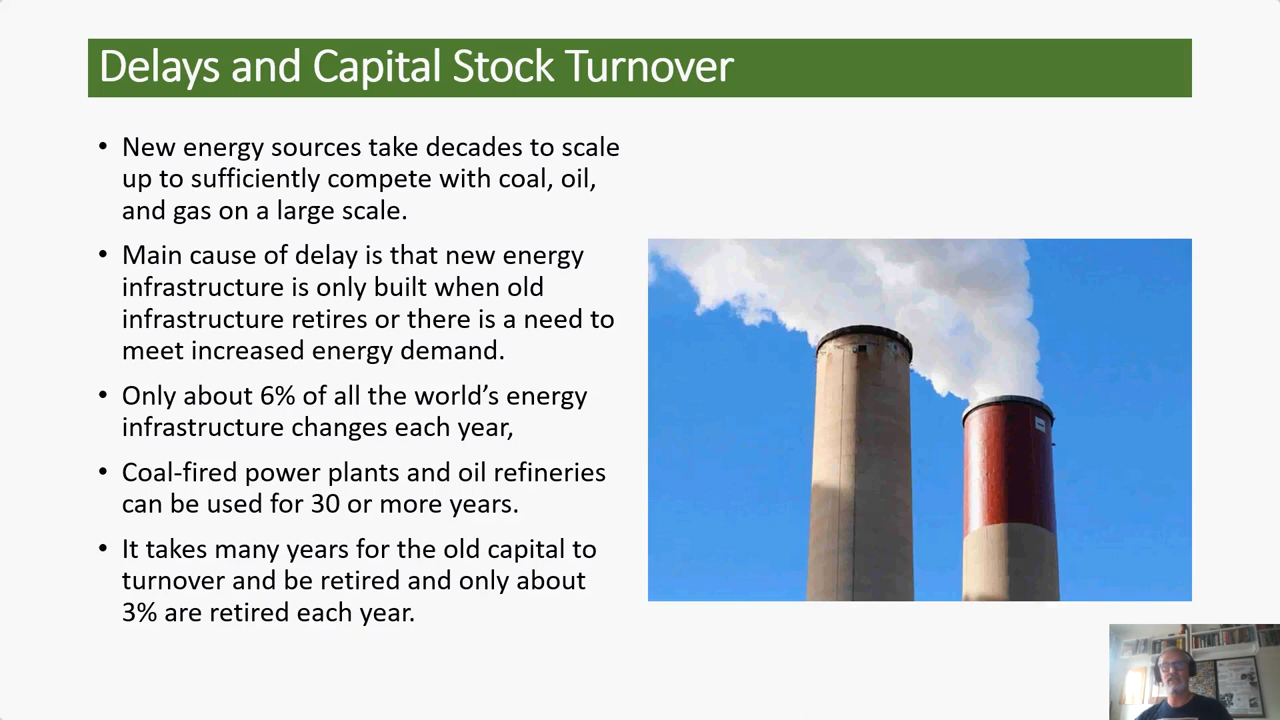 Delays and Capital Stock Turnover
• New energy sources take decades to scale
up to sufficiently compete with coal, oil,
and gas on a large scale.
• Main cause of delay is that new energy
infrastructure is only built when old
infrastructure retires or there is a need to
meet increased energy demand.
• Only about 6% of all the world’s energy
infrastructure changes each year,
• Coal-fired power plants and oil refineries
can be used for 30 or more years.
• It takes many years for the old capital to
turnover and be retired and only about
3% are retired each year.